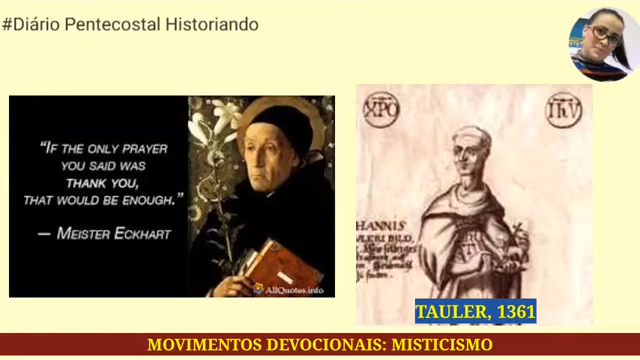 #Diário Pentecostal Historiando
"IF THE ONLY PRAYER
YOU SAID WAS
THANK YOU,
THAT WOULD BE ENOUGH."
— MEISTER ECKHART
AllQuotes.info
XPO
HANNIS
BILD,
TAULER, 1361
MOVIMENTOS DEVOCIONAIS: MISTICISMO